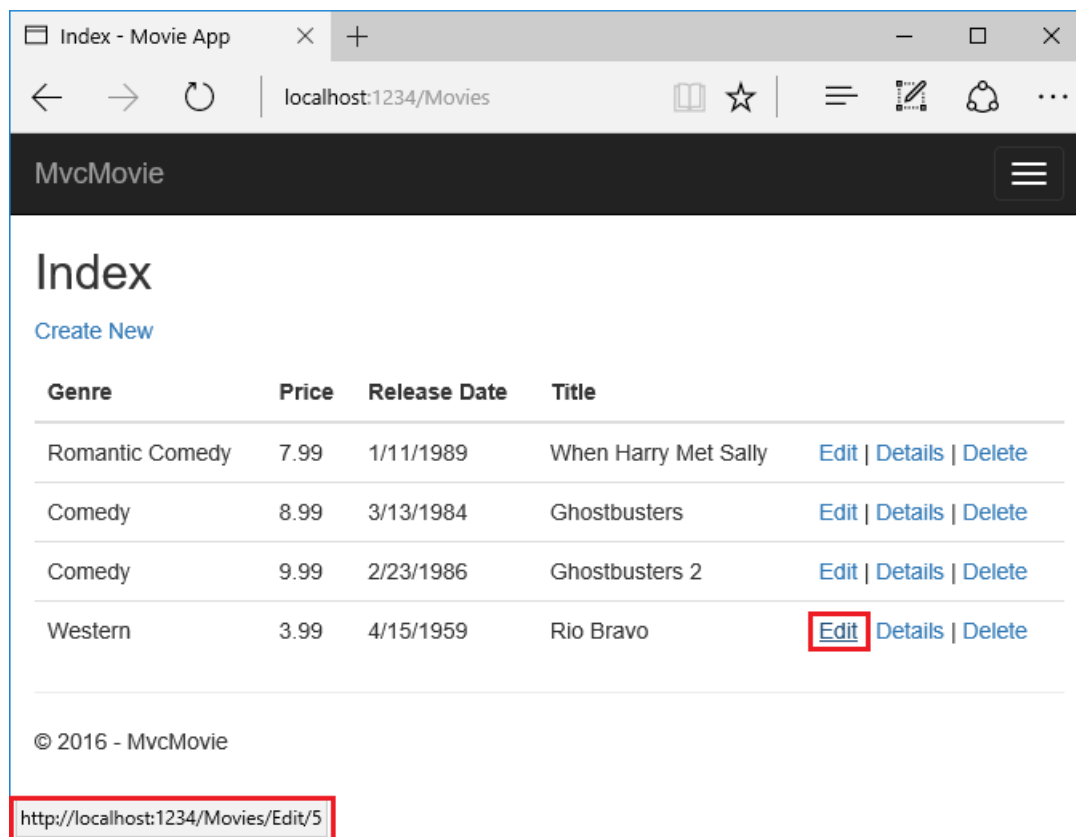 Index - Movie App
localhost:1234/Movies
MvcMovie
Index
Create New
Genre Price Release Date Title
Romantic Comedy 7.99 1/11/1989 When Harry Met Sally Edit | Details | Delete
Comedy 8.99 3/13/1984 Ghostbusters Edit | Details | Delete
Comedy 9.99 2/23/1986 Ghostbusters 2 Edit | Details | Delete
Western 3.99 4/15/1959 Rio Bravo Edit Details | Delete
© 2016 - MvcMovie
http://localhost:1234/Movies/Edit/5